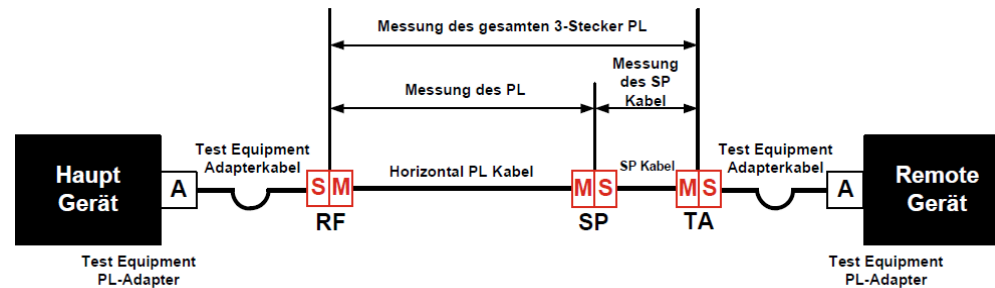 Messung des gesamten 3-Stecker PL
Messung
des SP
Kabel
Messung des PL
Test Equipment
Adapterkabel
Horizontal PL Kabel
SP Kabel
Test Equipment
Adapterkabel
Haupt
Gerät
A
S M
M S
M S
A
Remote
Gerät
RF
SP
TA
Test Equipment
PL-Adapter
Test Equipment
PL-Adapter